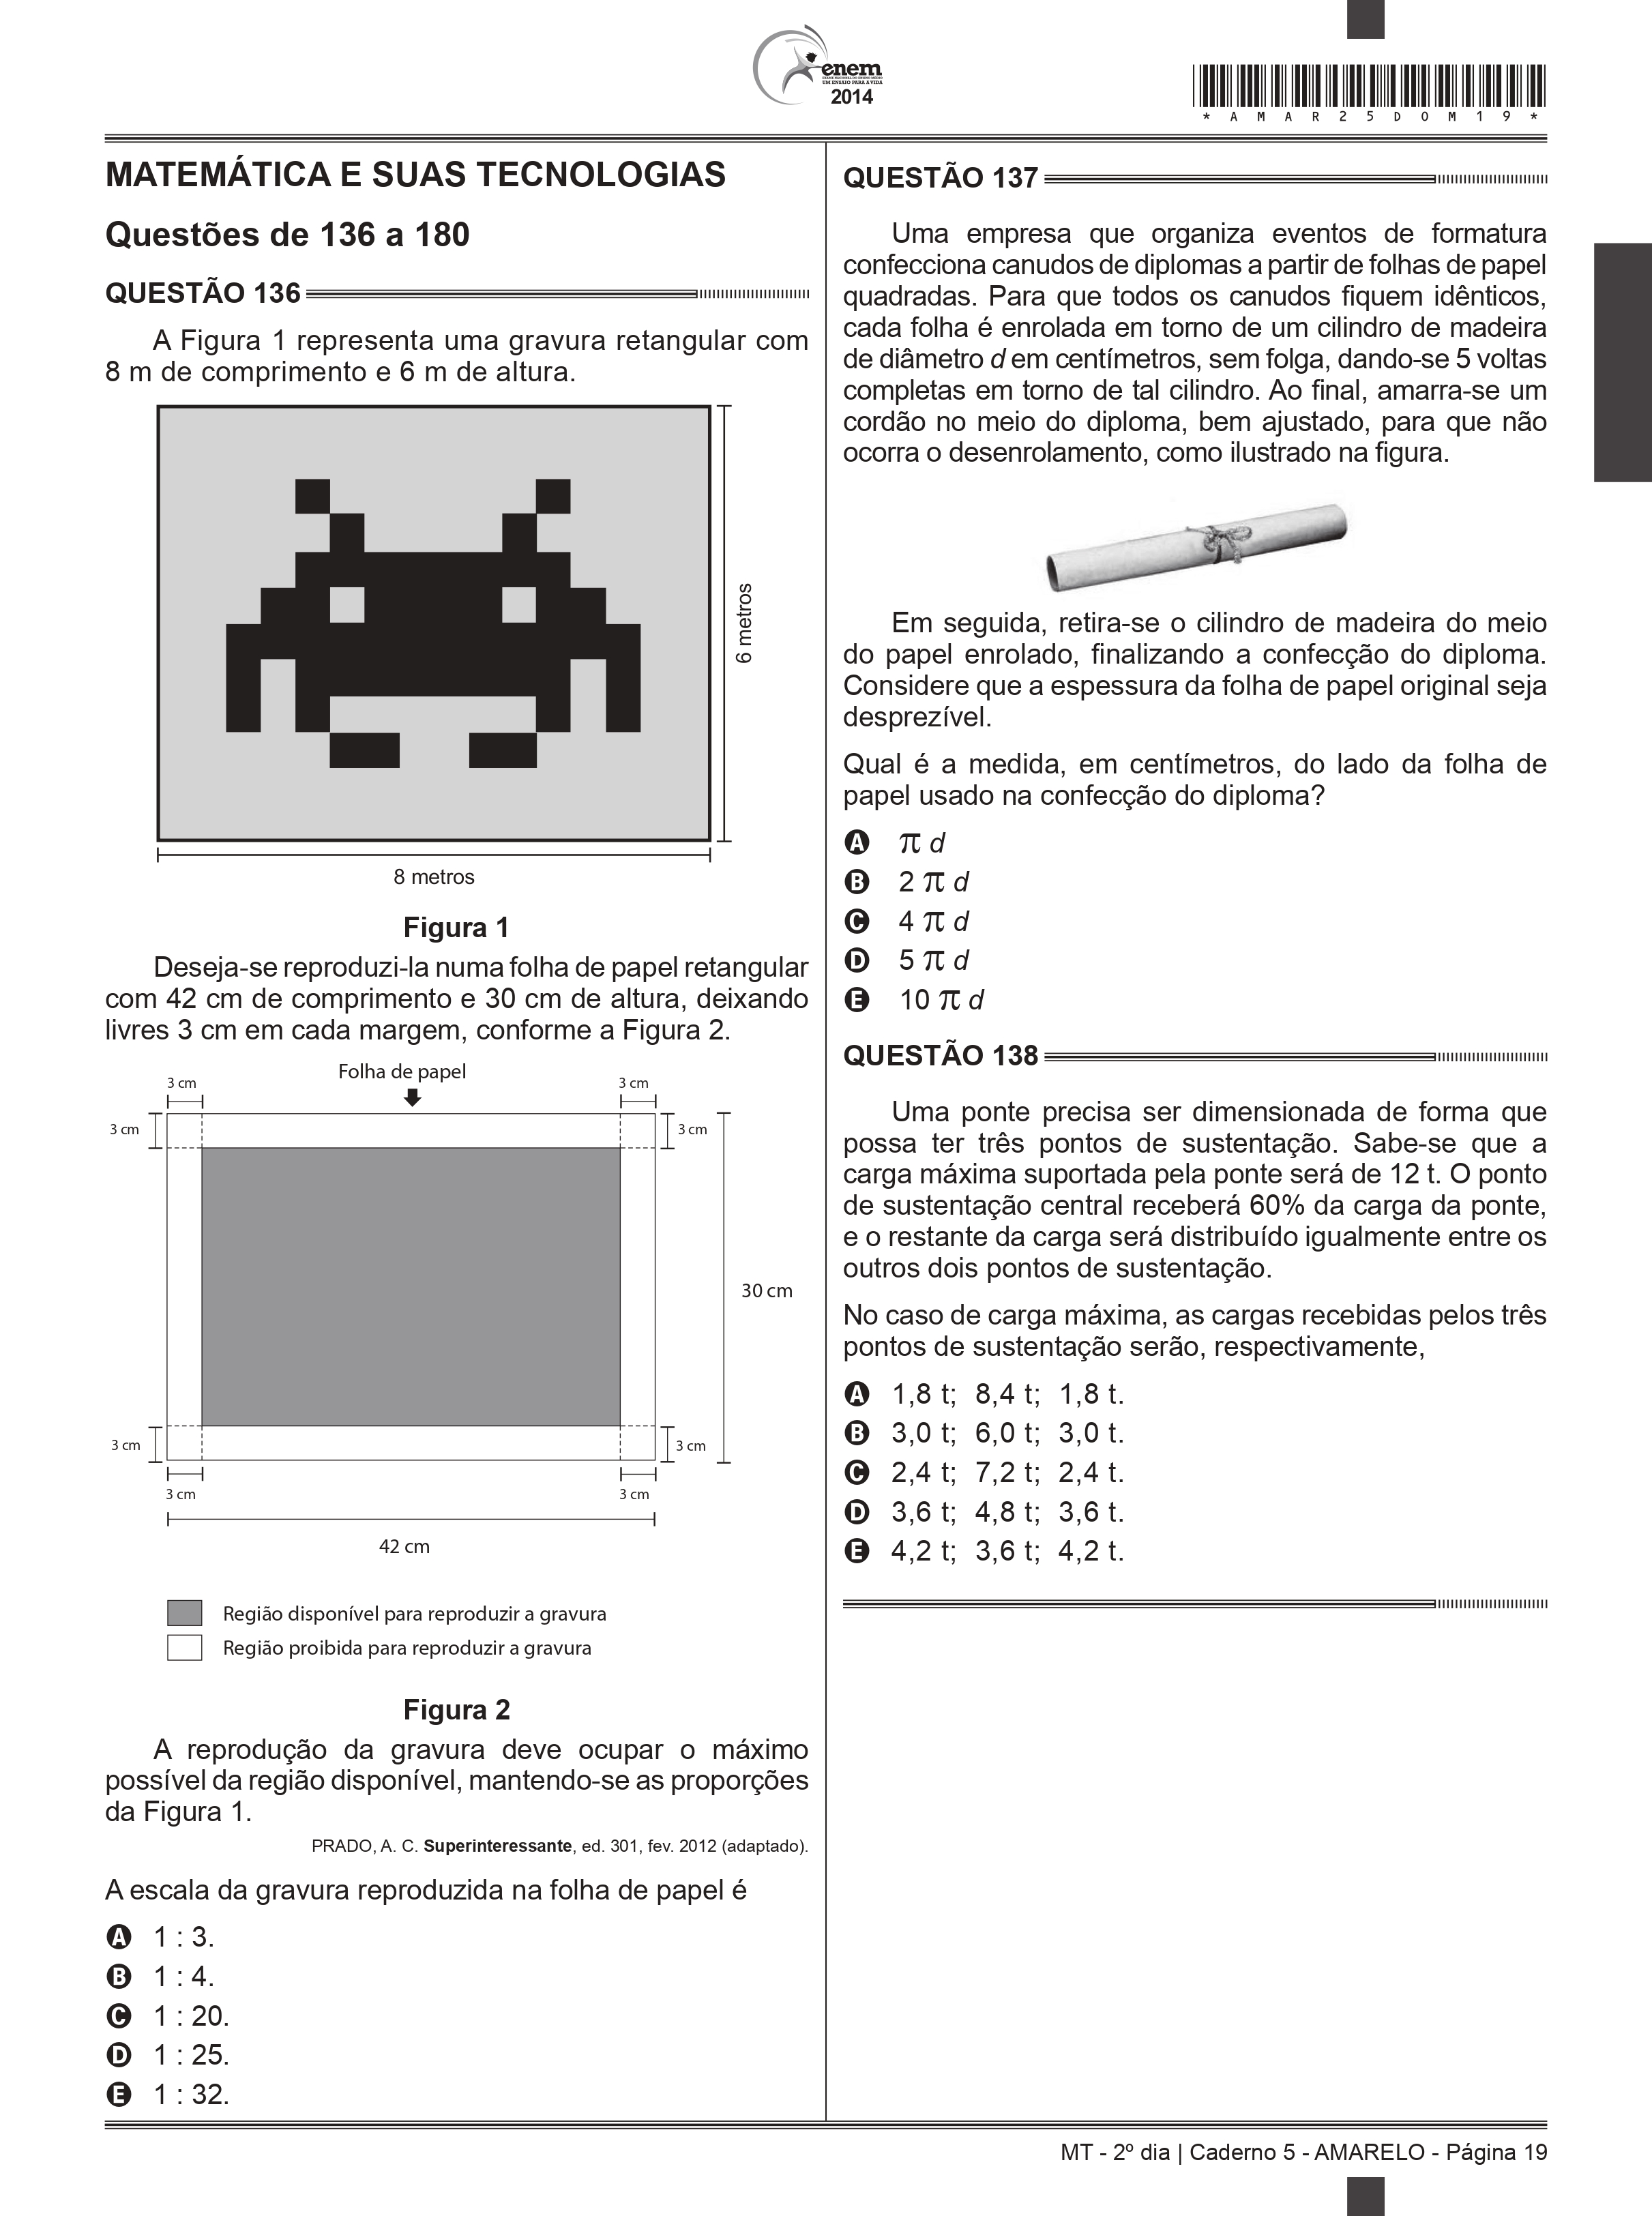 enem
EXAME NACIONAL DO ENSINO MÉDIO
UM ENSAIO PARA A VIDA
2014
*AMAR25DOM19*
MATEMÁTICA E SUAS TECNOLOGIAS
Questões de 136 a 180
QUESTÃO 136
A Figura 1 representa uma gravura retangular com
8 m de comprimento e 6 m de altura.
6 metros
8 metros
Figura 1
Deseja-se reproduzi-la numa folha de papel retangular
com 42 cm de comprimento e 30 cm de altura, deixando
livres 3 cm em cada margem, conforme a Figura 2.
Folha de papel
3 cm
3 cm
3 cm
3 cm
30 cm
3 cm
3 cm
3 cm
3 cm
42 cm
Região disponível para reproduzir a gravura
Região proibida para reproduzir a gravura
Figura 2
A reprodução da gravura deve ocupar o máximo
possível da região disponível, mantendo-se as proporções
da Figura 1.
PRADO, A. C. Superinteressante, ed. 301, fev. 2012 (adaptado).
A escala da gravura reproduzida na folha de papel é
A 1 : 3.
B 1 : 4.
C 1 : 20.
D 1 : 25.
E 1 : 32.
QUESTÃO 137
Uma empresa que organiza eventos de formatura
confecciona canudos de diplomas a partir de folhas de papel
quadradas. Para que todos os canudos fiquem idênticos,
cada folha é enrolada em torno de um cilindro de madeira
de diâmetro d em centímetros, sem folga, dando-se 5 voltas
completas em torno de tal cilindro. Ao final, amarra-se um
cordão no meio do diploma, bem ajustado, para que não
ocorra o desenrolamento, como ilustrado na figura.
Em seguida, retira-se o cilindro de madeira do meio
do papel enrolado, finalizando a confecção do diploma.
Considere que a espessura da folha de papel original seja
desprezível.
Qual é a medida, em centímetros, do lado da folha de
papel usado na confecção do diploma?
A π d
B 2 π d
C 4 π d
D 5 π d
E 10 π d
QUESTÃO 138
Uma ponte precisa ser dimensionada de forma que
possa ter três pontos de sustentação. Sabe-se que a
carga máxima suportada pela ponte será de 12 t. O ponto
de sustentação central receberá 60% da carga da ponte,
e o restante da carga será distribuído igualmente entre os
outros dois pontos de sustentação.
No caso de carga máxima, as cargas recebidas pelos três
pontos de sustentação serão, respectivamente,
A 1,8 t; 8,4 t; 1,8 t.
B 3,0 t; 6,0 t; 3,0 t.
C 2,4 t; 7,2 t; 2,4 t.
D 3,6 t; 4,8 t; 3,6 t.
E 4,2 t; 3,6 t; 4,2 t.
MT - 2º dia | Caderno 5 - AMARELO - Página 19